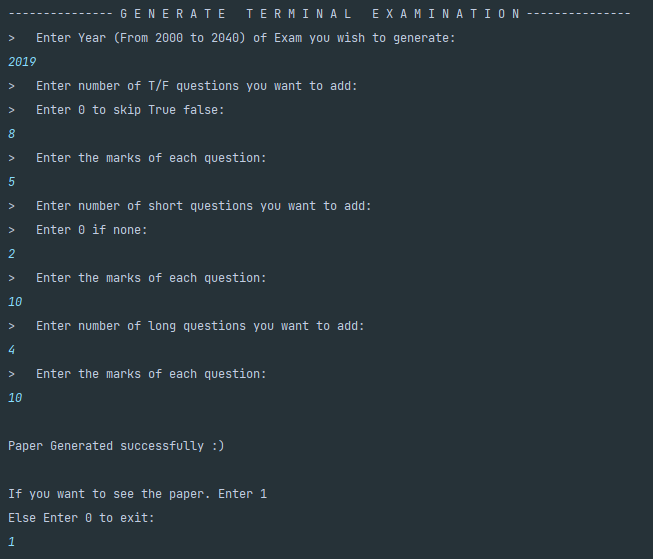 --------------- G E N E R A T E   T E R M I N A L   E X A M I N A T I O N ---------------
>   Enter Year (From 2000 to 2040) of Exam you wish to generate:
2019
>   Enter number of T/F questions you want to add:
>   Enter 0 to skip True false:
8
>   Enter the marks of each question:
5
>   Enter number of short questions you want to add:
>   Enter 0 if none:
2
>   Enter the marks of each question:
10
>   Enter number of long questions you want to add:
4
>   Enter the marks of each question:
10
Paper Generated successfully :)
If you want to see the paper. Enter 1
Else Enter 0 to exit:
1